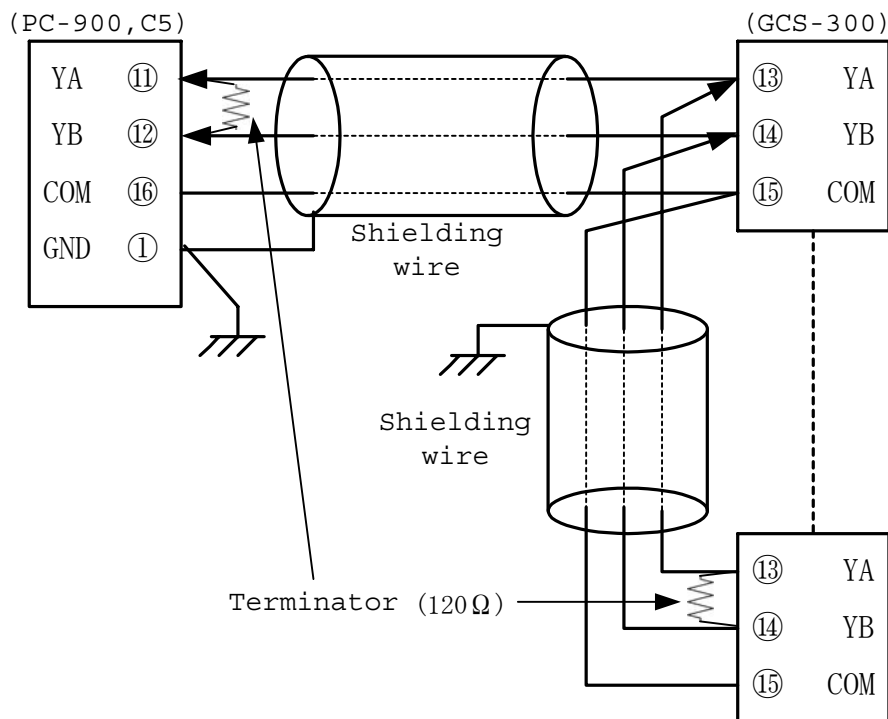 (PC-900,C5)
YA ⑪
YB ⑫
COM ⑯
GND ①
Shielding
wire
(GCS-300)
⑬ YA
⑭ YB
⑮ COM
Shielding
wire
Terminator (120Ω)
⑬ YA
⑭ YB
⑮ COM